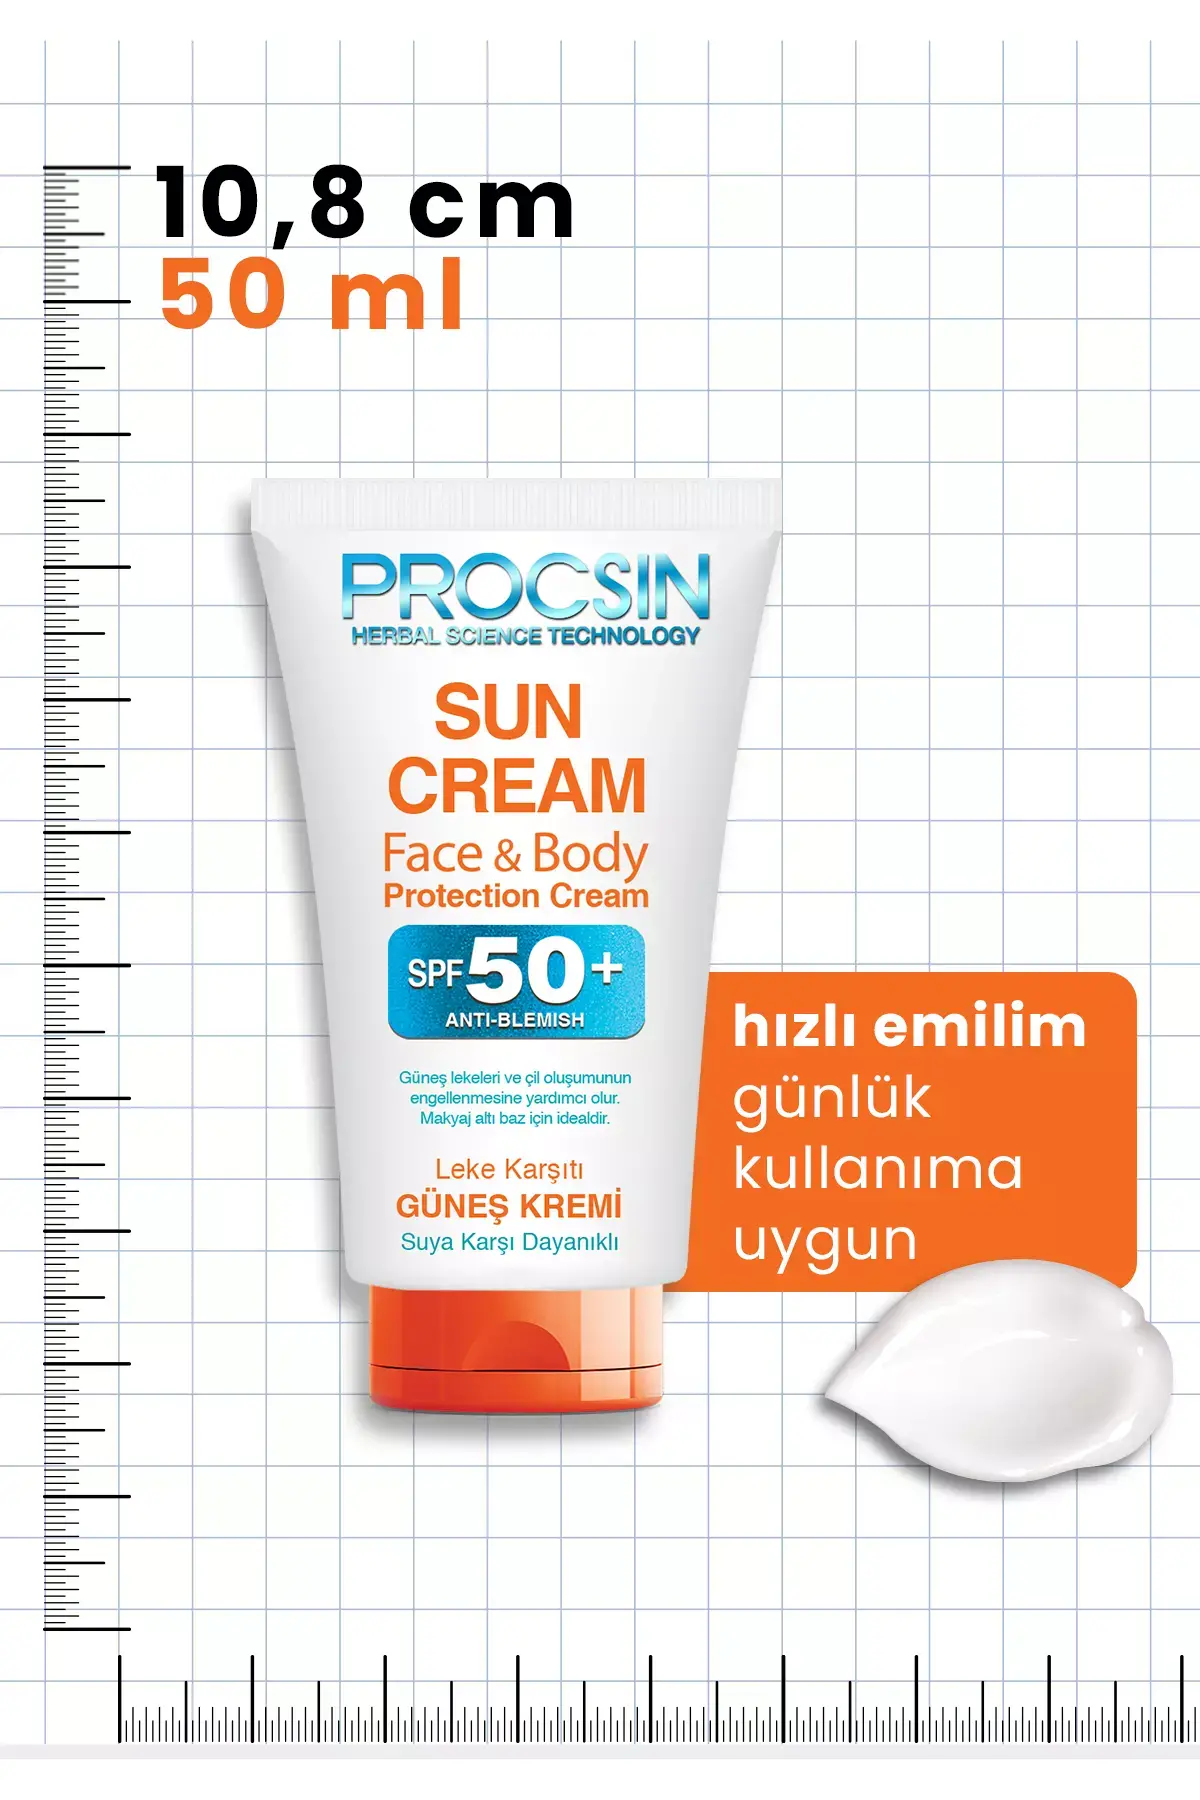 10,8 cm
50 ml
PROCSIN
HERBAL SCIENCE TECHNOLOGY
SUN
CREAM
Face & Body
Protection Cream
SPF 50+
ANTI-BLEMISH
Güneş lekeleri ve çil oluşumunun
engellenmesine yardımcı olur.
Makyaj altı baz için idealdir.
Leke Karşıtı
GÜNEŞ KREMİ
Suya Karşı Dayanıklı
hızlı emilim
günlük
kullanıma
uygun